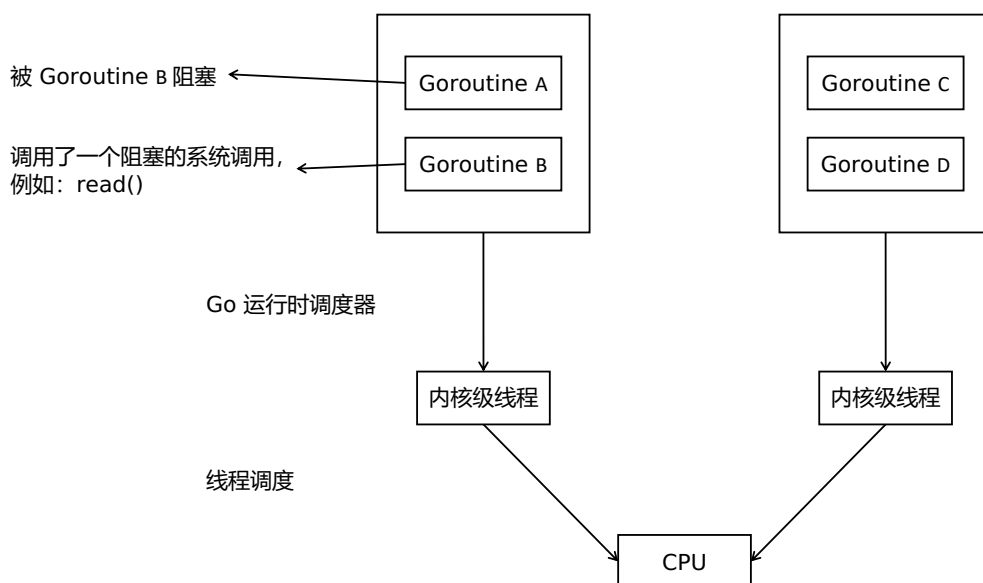 被 Goroutine B 阻塞
Goroutine A
Goroutine C
调用了一个阻塞的系统调用，
例如：read()
Goroutine B
Goroutine D
Go 运行时调度器
内核级线程
内核级线程
线程调度
CPU